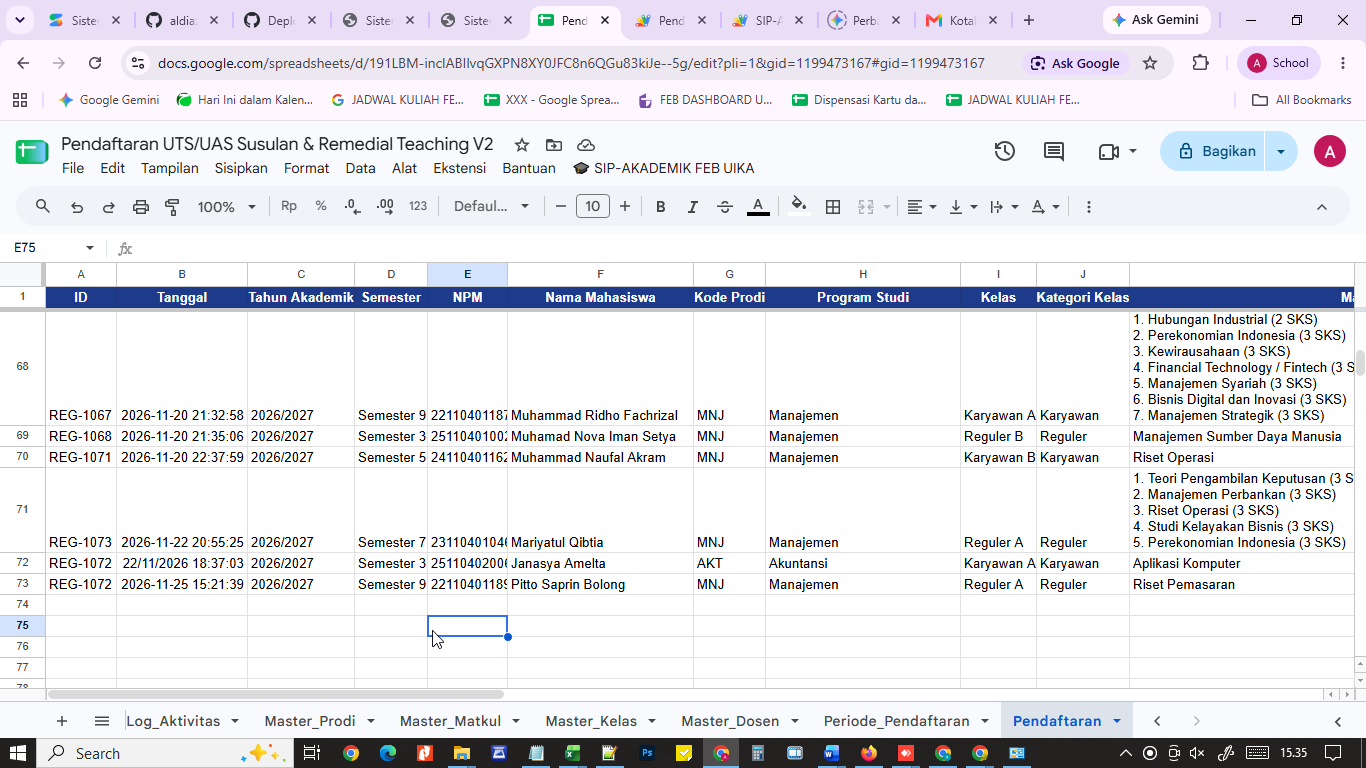 Sister
aldia
Deplo
Sister
Sister
Pend
Pend
SIP-A
Perb
Kota
Ask Gemini
docs.google.com/spreadsheets/d/191LBM-inclABIlvqGXPN8XY0JFC8n6QGu83kiJe--5g/edit?pli=1&gid=1199473167#gid=1199473167
Ask Google
A School
Google Gemini
Hari Ini dalam Kalen...
JADWAL KULIAH FE...
XXX - Google Sprea...
FEB DASHBOARD U...
Dispensasi Kartu da...
JADWAL KULIAH FE...
All Bookmarks
Pendaftaran UTS/UAS Susulan & Remedial Teaching V2
File Edit Tampilan Sisipkan Format Data Alat Ekstensi Bantuan 🎓 SIP-AKADEMIK FEB UIKA
Bagikan
A
100% Rp % .0 .00 123 Defaul... − 10 + B I S A
E75 fx
A B C D E F G H I J
1 ID Tanggal Tahun Akademik Semester NPM Nama Mahasiswa Kode Prodi Program Studi Kelas Kategori Kelas Ma
1. Hubungan Industrial (2 SKS)
2. Perekonomian Indonesia (3 SKS)
3. Kewirausahaan (3 SKS)
4. Financial Technology / Fintech (3 S
5. Manajemen Syariah (3 SKS)
6. Bisnis Digital dan Inovasi (3 SKS)
7. Manajemen Strategik (3 SKS)
68 REG-1067 2026-11-20 21:32:58 2026/2027 Semester 9 22110401187 Muhammad Ridho Fachrizal MNJ Manajemen Karyawan A Karyawan
69 REG-1068 2026-11-20 21:35:06 2026/2027 Semester 3 25110401002 Muhamad Nova Iman Setya MNJ Manajemen Reguler B Reguler Manajemen Sumber Daya Manusia
70 REG-1071 2026-11-20 22:37:59 2026/2027 Semester 5 24110401162 Muhammad Naufal Akram MNJ Manajemen Karyawan B Karyawan Riset Operasi
1. Teori Pengambilan Keputusan (3 S
2. Manajemen Perbankan (3 SKS)
3. Riset Operasi (3 SKS)
4. Studi Kelayakan Bisnis (3 SKS)
5. Perekonomian Indonesia (3 SKS)
71 REG-1073 2026-11-22 20:55:25 2026/2027 Semester 7 23110401046 Mariyatul Qibtia MNJ Manajemen Reguler A Reguler
72 REG-1072 22/11/2026 18:37:03 2026/2027 Semester 3 25110402006 Janasya Amelta AKT Akuntansi Karyawan A Karyawan Aplikasi Komputer
73 REG-1072 2026-11-25 15:21:39 2026/2027 Semester 9 22110401189 Pitto Saprin Bolong MNJ Manajemen Reguler A Reguler Riset Pemasaran
74
75
76
77
78
Log_Aktivitas Master_Prodi Master_Matkul Master_Kelas Master_Dosen Periode_Pendaftaran Pendaftaran
Search
15.35